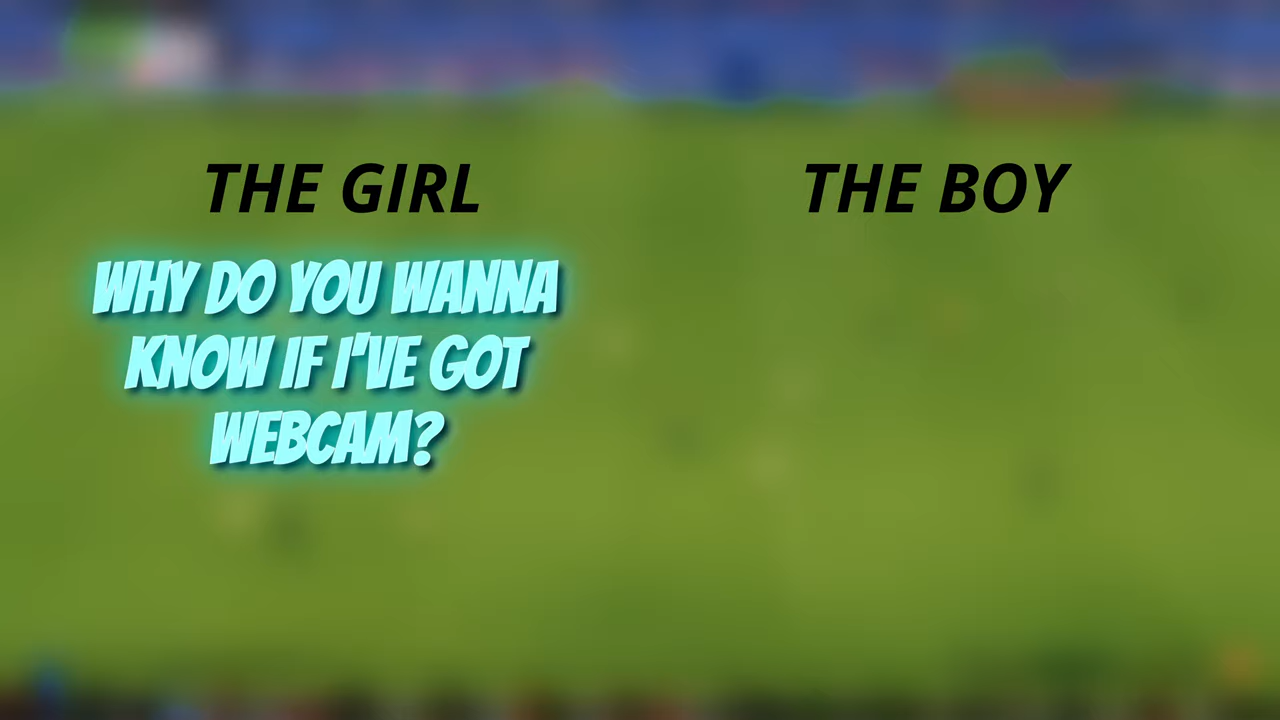 THE GIRL
THE BOY
WHY DO YOU WANNA
KNOW IF I'VE GOT
WEBCAM?